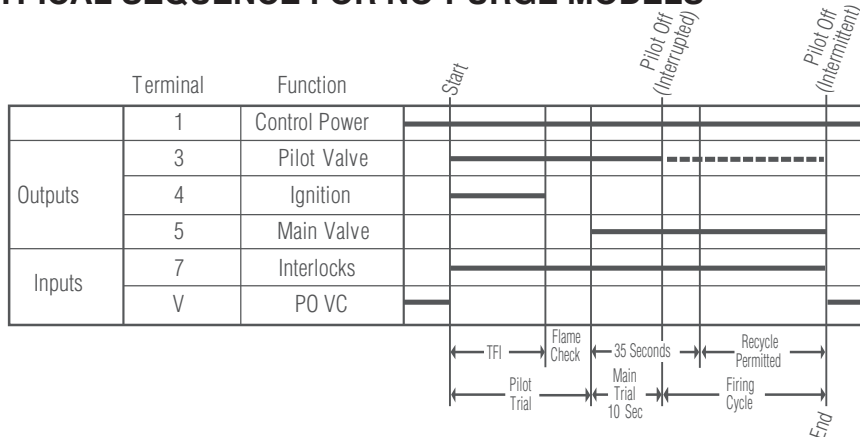 TYPICAL SEQUENCE FOR NO PURGE MODELS
Start
Pilot Off
(Interrupted)
Pilot Off
(Intermittent)
Terminal Function
1 Control Power
Outputs
3 Pilot Valve
4 Ignition
5 Main Valve
Inputs
7 Interlocks
V PO VC
TFI
Flame
Check
35 Seconds
Recycle
Permitted
Pilot
Trial
Main
Trial
10 Sec
Firing
Cycle
End